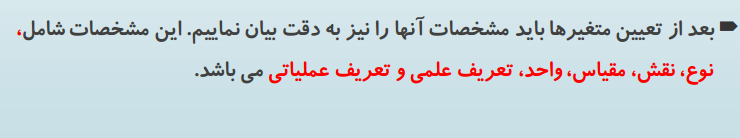 بعد از تعیین متغیرها باید مشخصات آنها را نیز به دقت بیان نماییم. این مشخصات شامل،
نوع، نقش، مقیاس، واحد، تعریف علمی و تعریف عملیاتی می باشد.